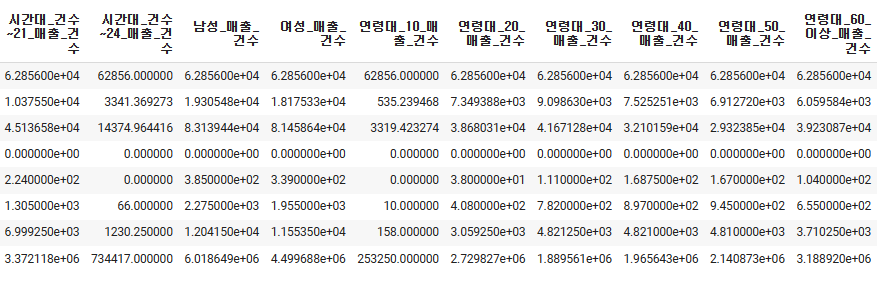 시간대_건수 시간대_건수 남성_매출_ 여성_매출_ 연령대_10_매 연령대_20_ 연령대_30_ 연령대_40_ 연령대_50_ 연령대_60_
~21_매출_건 ~24_매출_건 건수 건수 출_건수 매출_건수 매출_건수 매출_건수 매출_건수 이상_매출_
수 수 건수
6.285600e+04 62856.000000 6.285600e+04 6.285600e+04 62856.000000 6.285600e+04 6.285600e+04 6.285600e+04 6.285600e+04 6.285600e+04
1.037550e+04 3341.369273 1.930548e+04 1.817533e+04 535.239468 7.349388e+03 9.098630e+03 7.525251e+03 6.912720e+03 6.059584e+03
4.513658e+04 14374.964416 8.313944e+04 8.145864e+04 3319.423274 3.868031e+04 4.167128e+04 3.210159e+04 2.932385e+04 3.923087e+04
0.000000e+00 0.000000 0.000000e+00 0.000000e+00 0.000000 0.000000e+00 0.000000e+00 0.000000e+00 0.000000e+00 0.000000e+00
2.240000e+02 0.000000 3.850000e+02 3.390000e+02 0.000000 3.800000e+01 1.110000e+02 1.687500e+02 1.670000e+02 1.040000e+02
1.305000e+03 66.000000 2.275000e+03 1.955000e+03 10.000000 4.080000e+02 7.820000e+02 8.970000e+02 9.450000e+02 6.550000e+02
6.999250e+03 1230.250000 1.204150e+04 1.155350e+04 158.000000 3.059250e+03 4.821250e+03 4.821000e+03 4.810000e+03 3.710250e+03
3.372118e+06 734417.000000 6.018649e+06 4.499688e+06 253250.000000 2.729827e+06 1.889561e+06 1.965643e+06 2.140873e+06 3.188920e+06